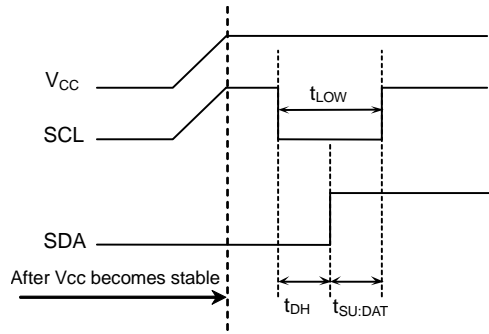 VCC
tLOW
SCL
SDA
After Vcc becomes stable
tDH
tSU:DAT